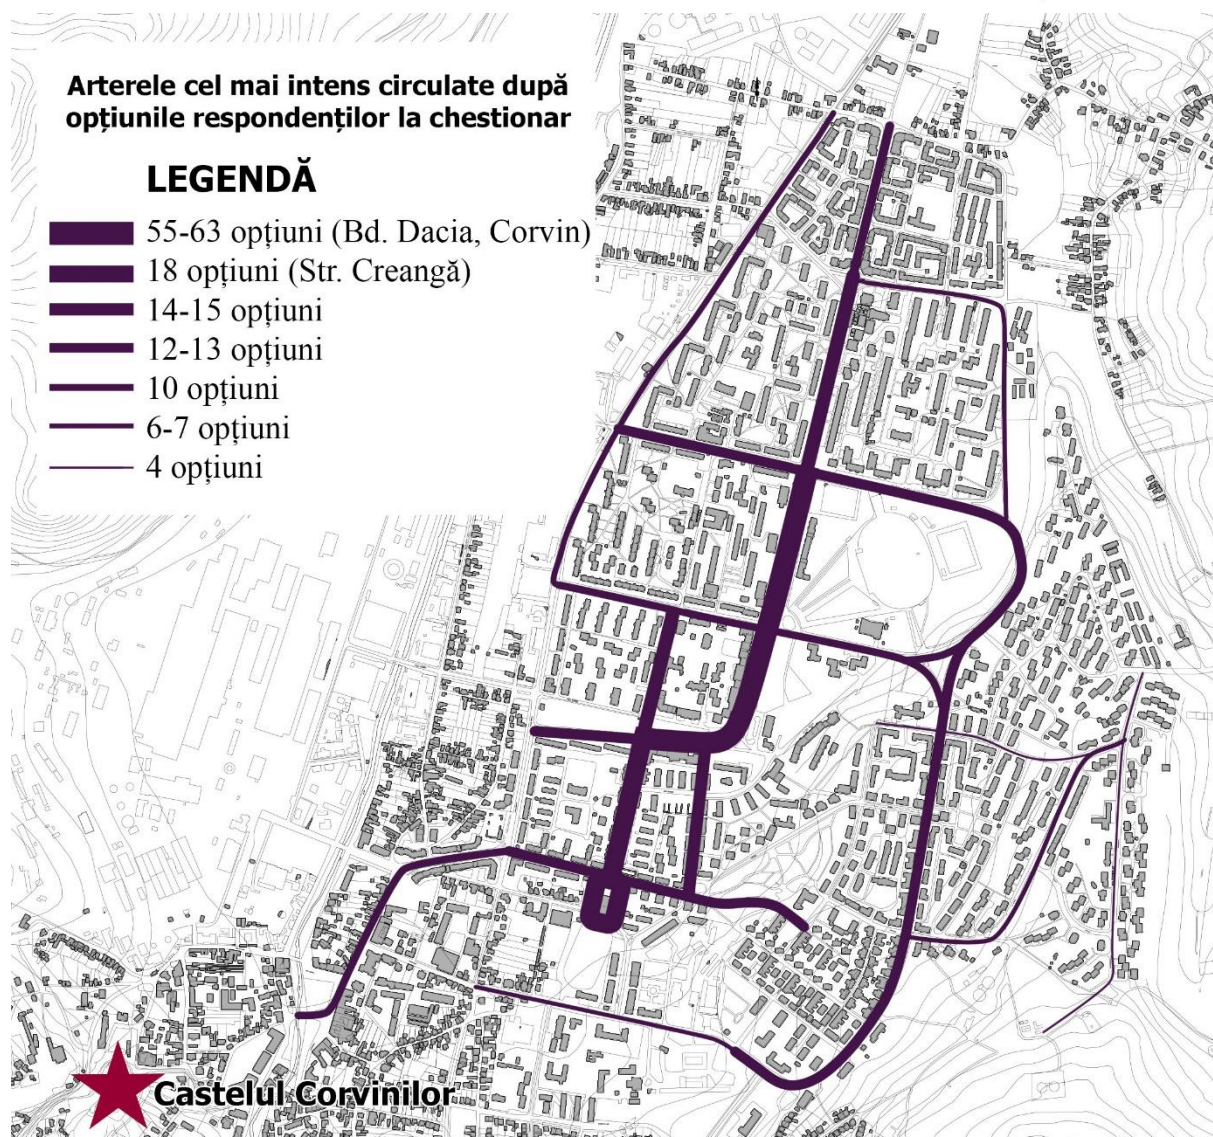 Arterele cel mai intens circulate după
opțiunile respondenților la chestionar
LEGENDĂ
55-63 opțiuni (Bd. Dacia, Corvin)
18 opțiuni (Str. Creangă)
14-15 opțiuni
12-13 opțiuni
10 opțiuni
6-7 opțiuni
4 opțiuni
Castelul Corvinilor